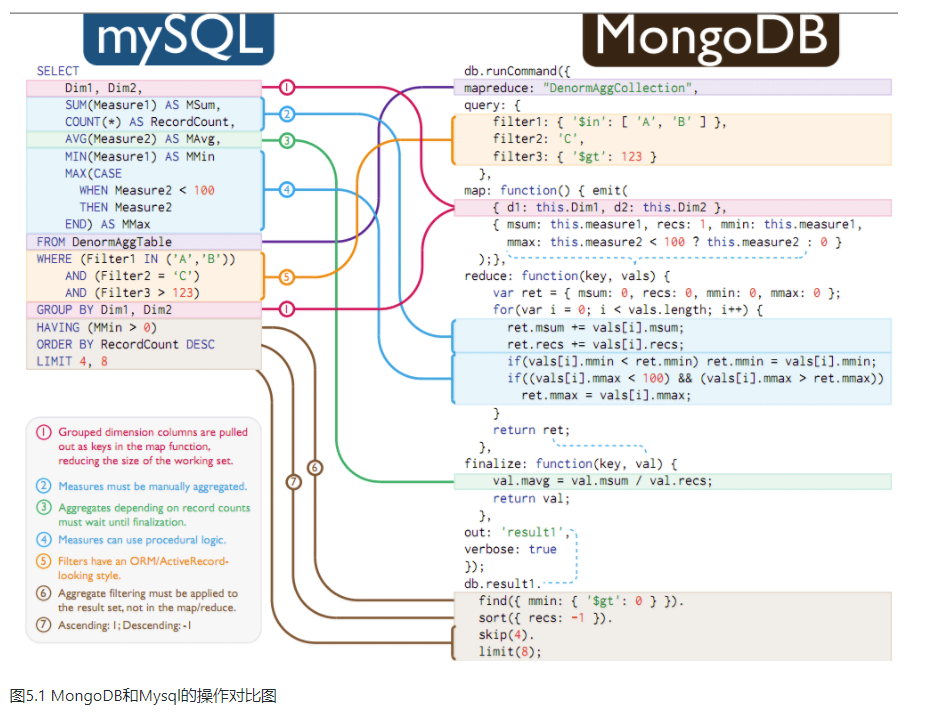 mySQL
SELECT
Dim1, Dim2,
SUM(Measure1) AS MSum,
COUNT(*) AS RecordCount,
AVG(Measure2) AS MAvg,
MIN(Measure1) AS MMin
MAX(CASE
WHEN Measure2 < 100
THEN Measure2
END) AS MMax
FROM DenormAggTable
WHERE (Filter1 IN ('A','B'))
AND (Filter2 = ‘C’)
AND (Filter3 > 123)
GROUP BY Dim1, Dim2
HAVING (MMin > 0)
ORDER BY RecordCount DESC
LIMIT 4, 8
1
2
3
4
5
1
6
7
1 Grouped dimension columns are pulled
out as keys in the map function,
reducing the size of the working set.
2 Measures must be manually aggregated.
3 Aggregates depending on record counts
must wait until finalization.
4 Measures can use procedural logic.
5 Filters have an ORM/ActiveRecord-
looking style.
6 Aggregate filtering must be applied to
the result set, not in the map/reduce.
7 Ascending: 1; Descending: -1
MongoDB
db.runCommand({
mapreduce: "DenormAggCollection",
query: {
filter1: { '$in': [ 'A', 'B' ] },
filter2: 'C',
filter3: { '$gt': 123 }
},
map: function() { emit(
{ d1: this.Dim1, d2: this.Dim2 },
{ msum: this.measure1, recs: 1, mmin: this.measure1,
mmax: this.measure2 < 100 ? this.measure2 : 0 }
);},
reduce: function(key, vals) {
var ret = { msum: 0, recs: 0, mmin: 0, mmax: 0 };
for(var i = 0; i < vals.length; i++) {
ret.msum += vals[i].msum;
ret.recs += vals[i].recs;
if(vals[i].mmin < ret.mmin) ret.mmin = vals[i].mmin;
if((vals[i].mmax < 100) && (vals[i].mmax > ret.mmax))
ret.mmax = vals[i].mmax;
}
return ret;
},
finalize: function(key, val) {
val.mavg = val.msum / val.recs;
return val;
},
out: 'result1',
verbose: true
});
db.result1.
find({ mmin: { '$gt': 0 } }).
sort({ recs: -1 }).
skip(4).
limit(8);
图5.1 MongoDB和Mysql的操作对比图